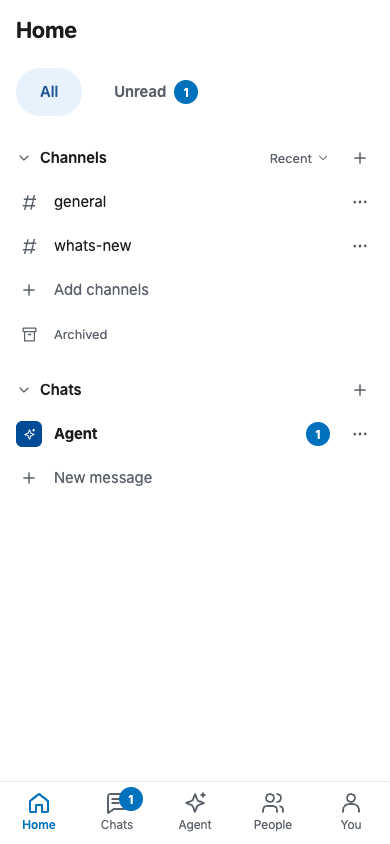 Home
All
Unread 1
Channels Recent
general
whats-new
Add channels
Archived
Chats
Agent 1
New message
1
Home Chats Agent People You